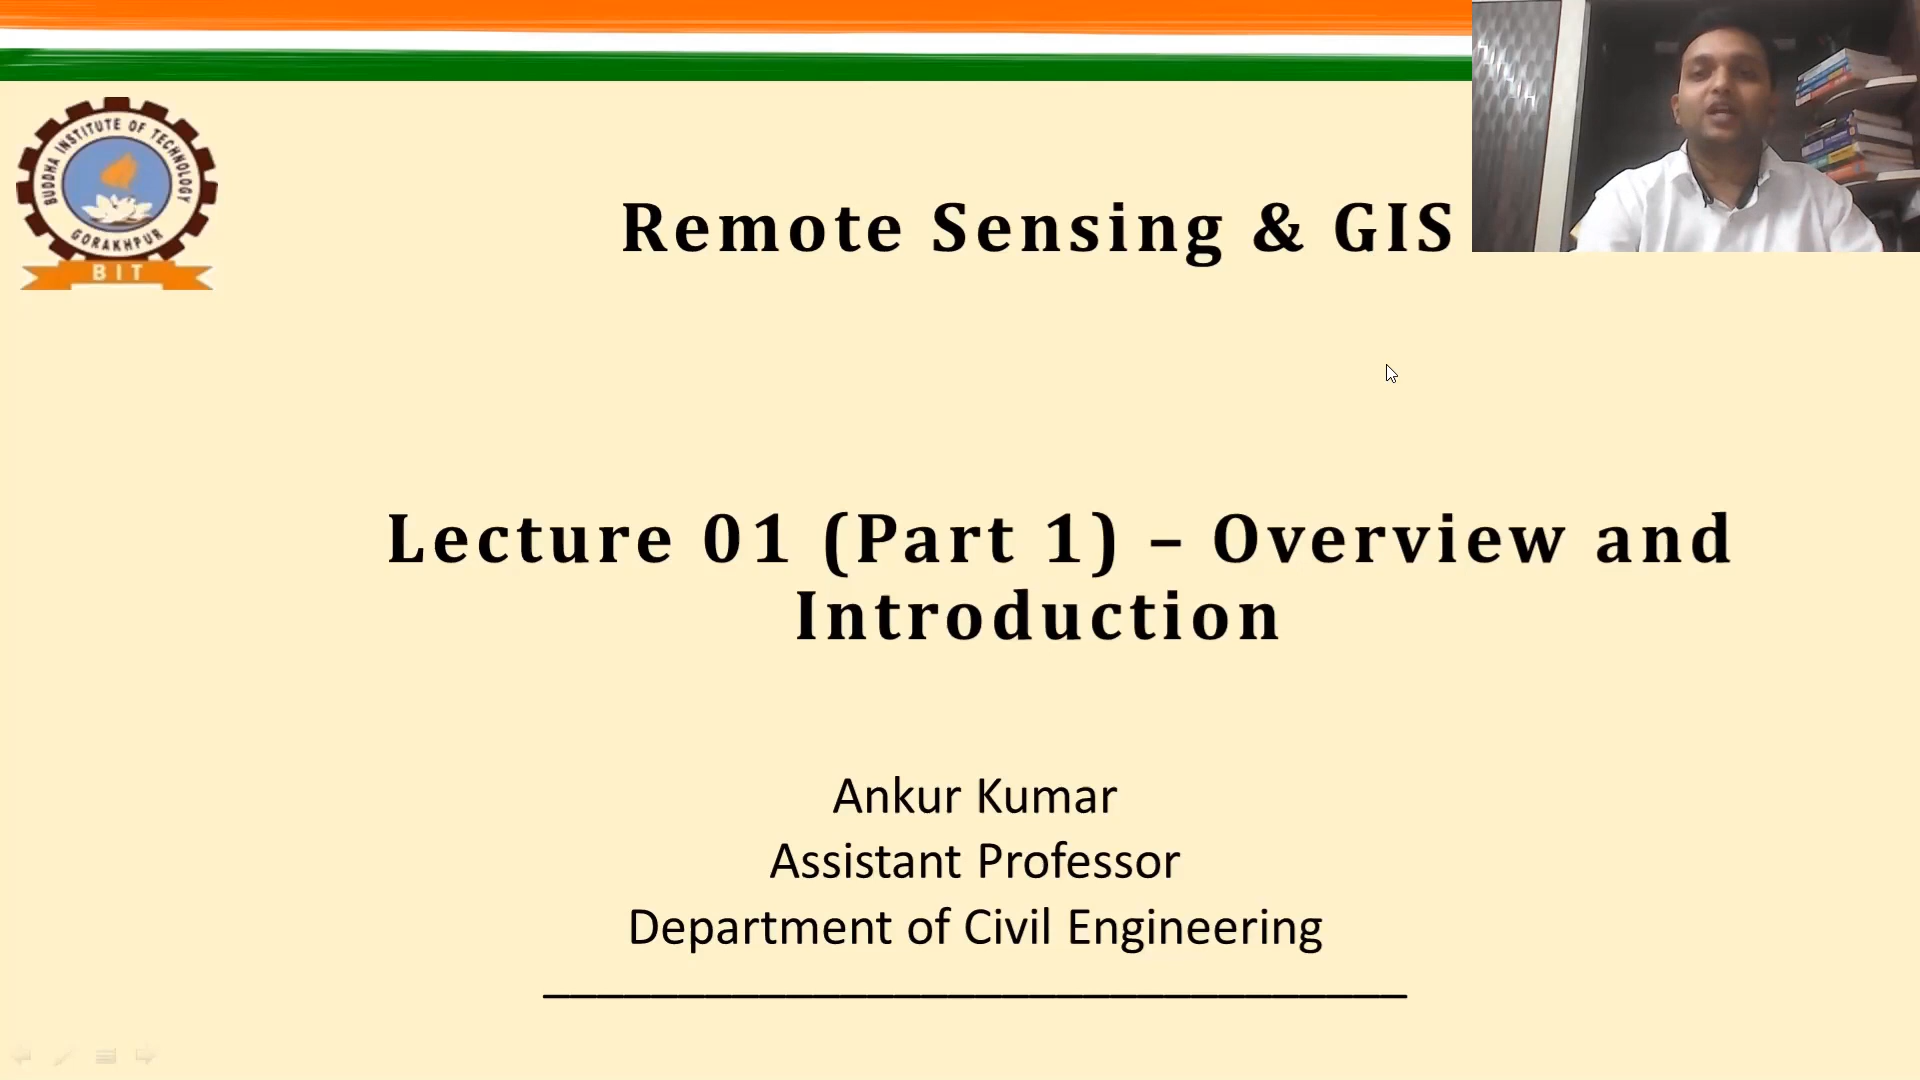 BUDDHA INSTITUTE OF TECHNOLOGY
GORAKHPUR
BIT
Remote Sensing & GIS
Lecture 01 (Part 1) – Overview and
Introduction
Ankur Kumar
Assistant Professor
Department of Civil Engineering